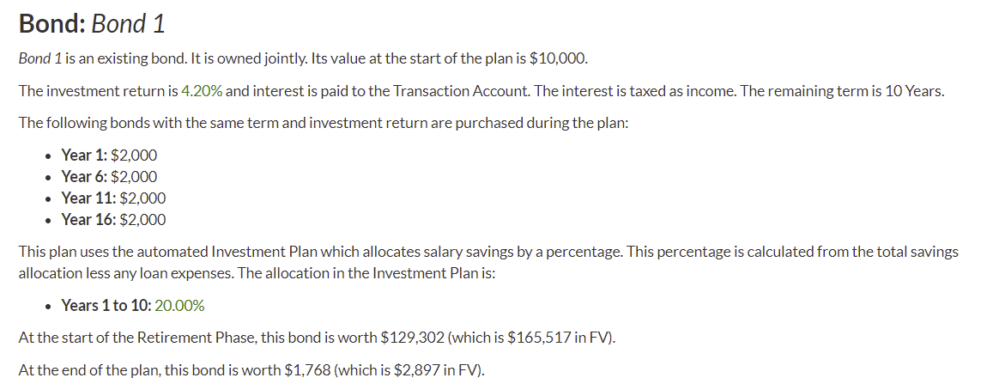 Bond: Bond 1
Bond 1 is an existing bond. It is owned jointly. Its value at the start of the plan is $10,000.
The investment return is 4.20% and interest is paid to the Transaction Account. The interest is taxed as income. The remaining term is 10 Years.
The following bonds with the same term and investment return are purchased during the plan:
• Year 1: $2,000
• Year 6: $2,000
• Year 11: $2,000
• Year 16: $2,000
This plan uses the automated Investment Plan which allocates salary savings by a percentage. This percentage is calculated from the total savings
allocation less any loan expenses. The allocation in the Investment Plan is:
• Years 1 to 10: 20.00%
At the start of the Retirement Phase, this bond is worth $129,302 (which is $165,517 in FV).
At the end of the plan, this bond is worth $1,768 (which is $2,897 in FV).